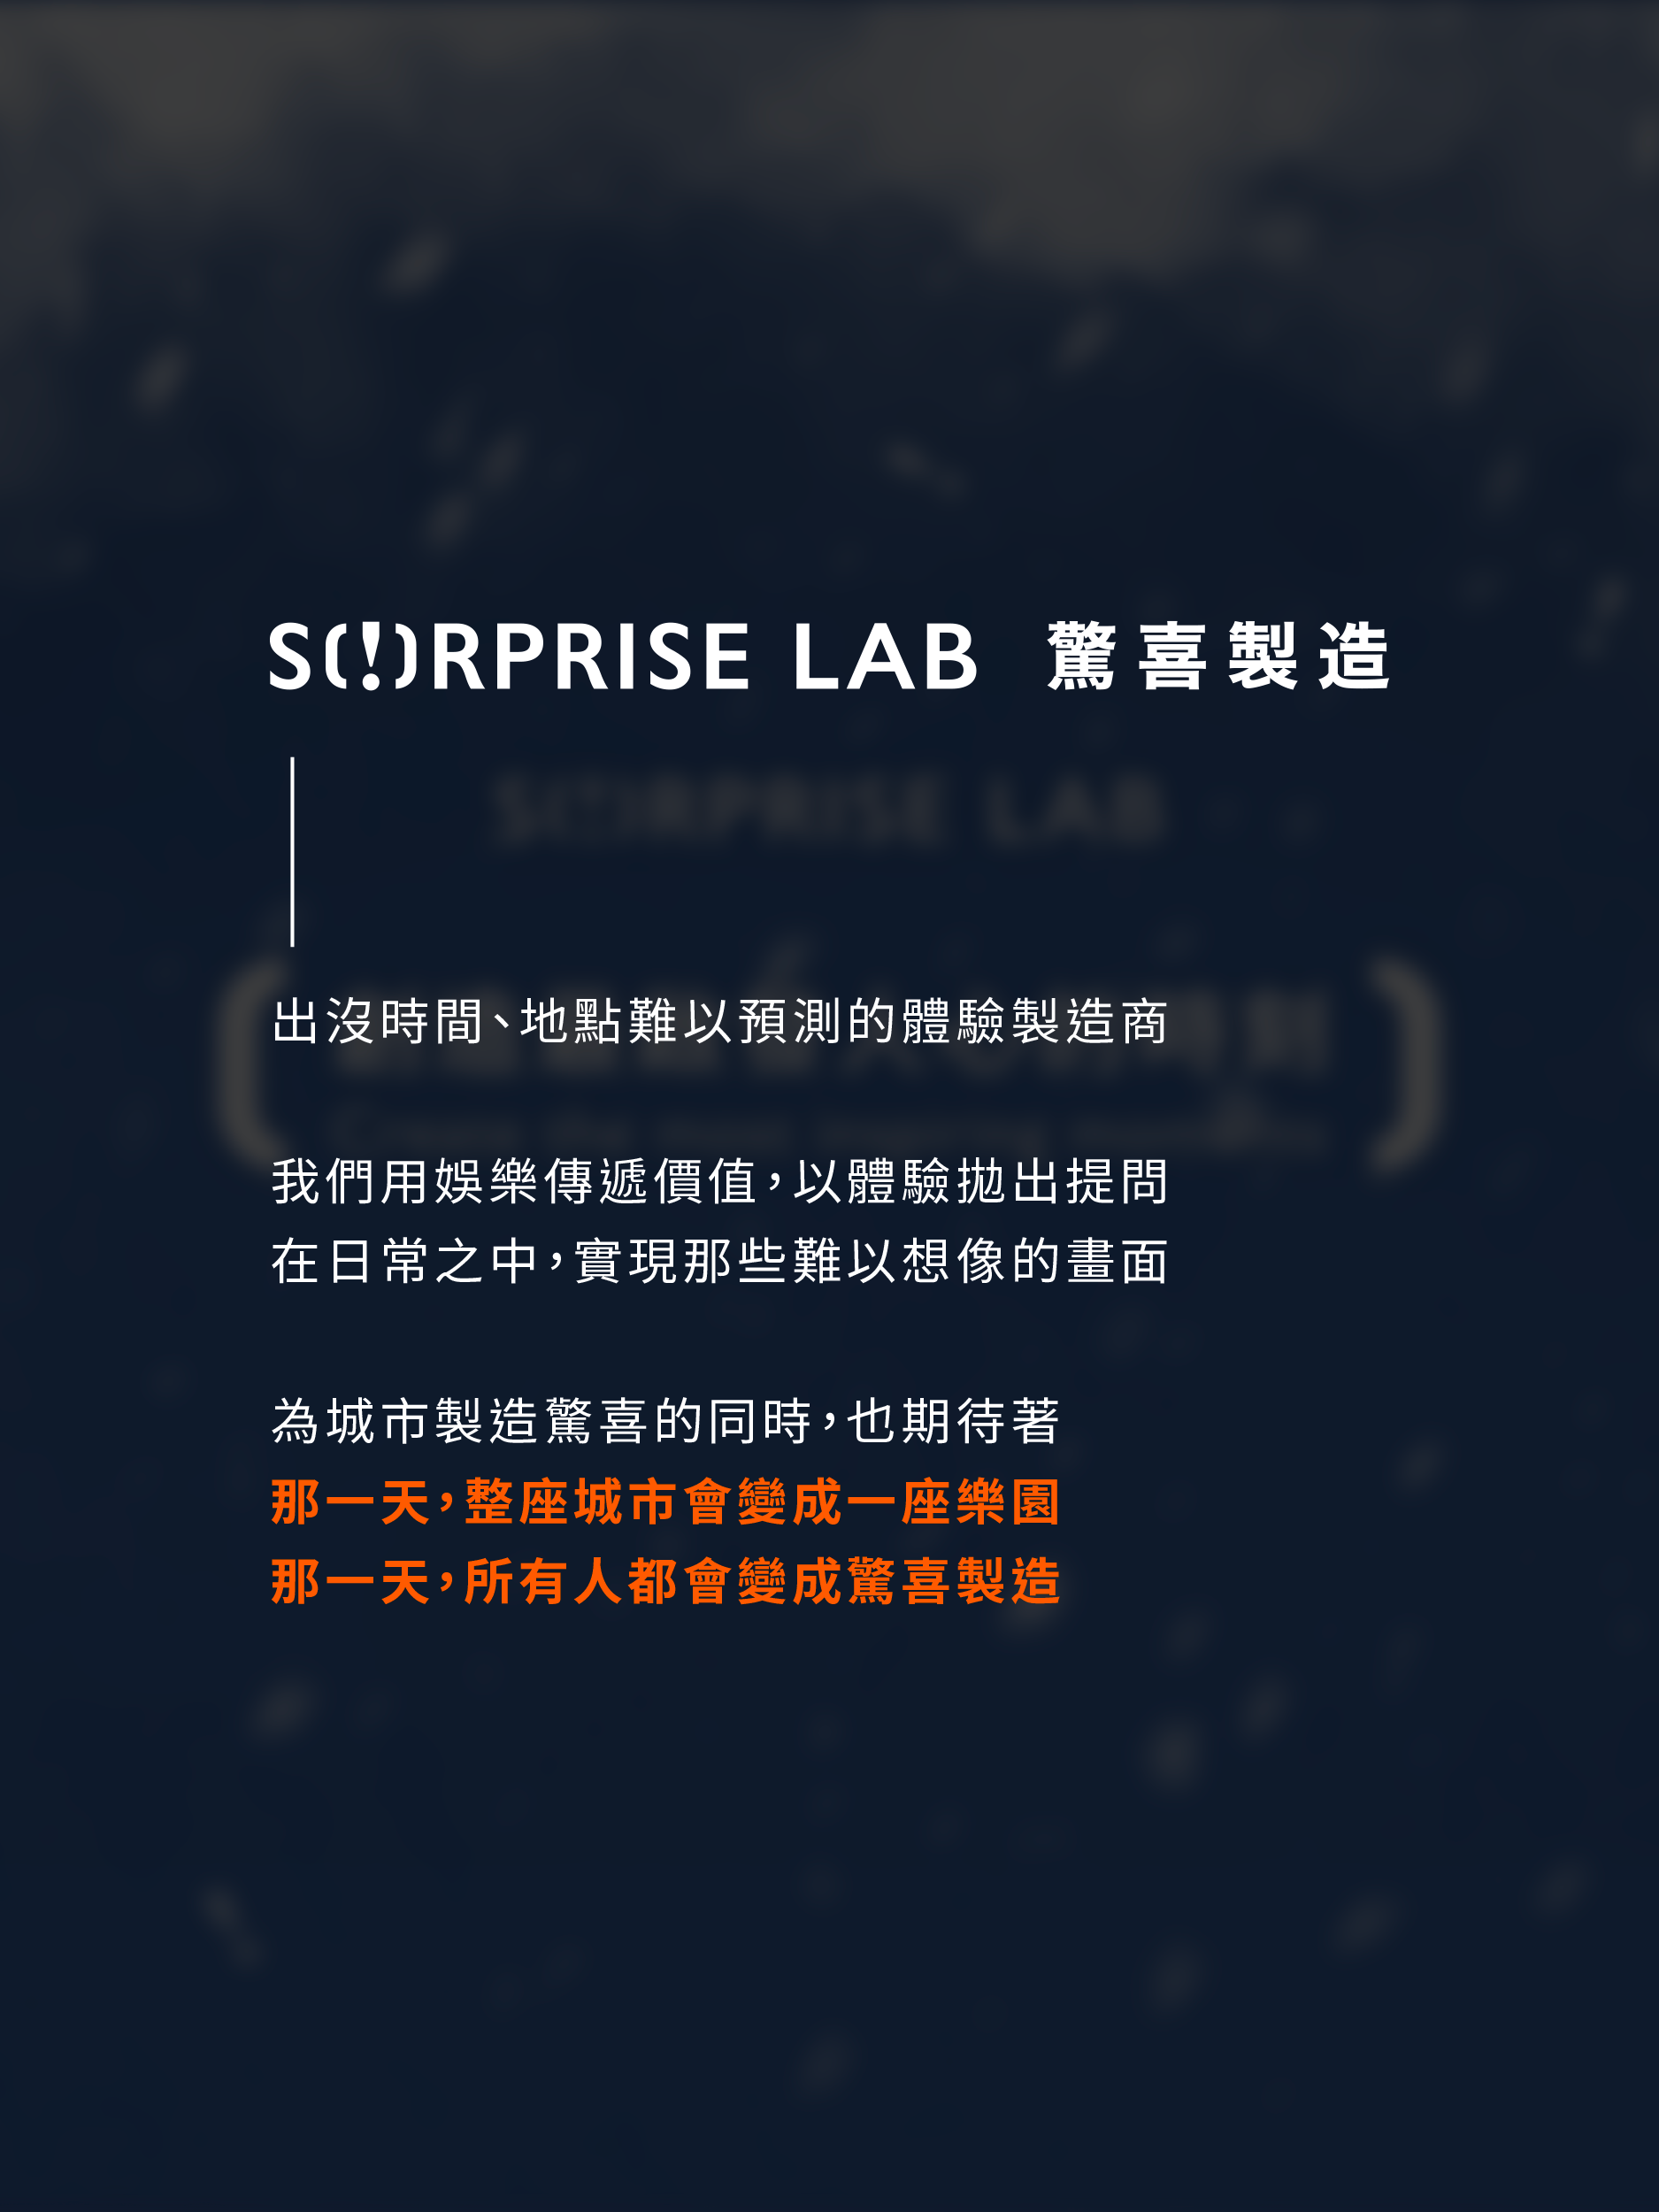 S(!)RPRISE LAB 驚喜製造
SURPRISE LAB
出沒時間、地點難以預測的體驗製造商
我們用娛樂傳遞價值，以體驗拋出提問
在日常之中，實現那些難以想像的畫面
為城市製造驚喜的同時，也期待著
那一天，整座城市會變成一座樂園
那一天，所有人都會變成驚喜製造